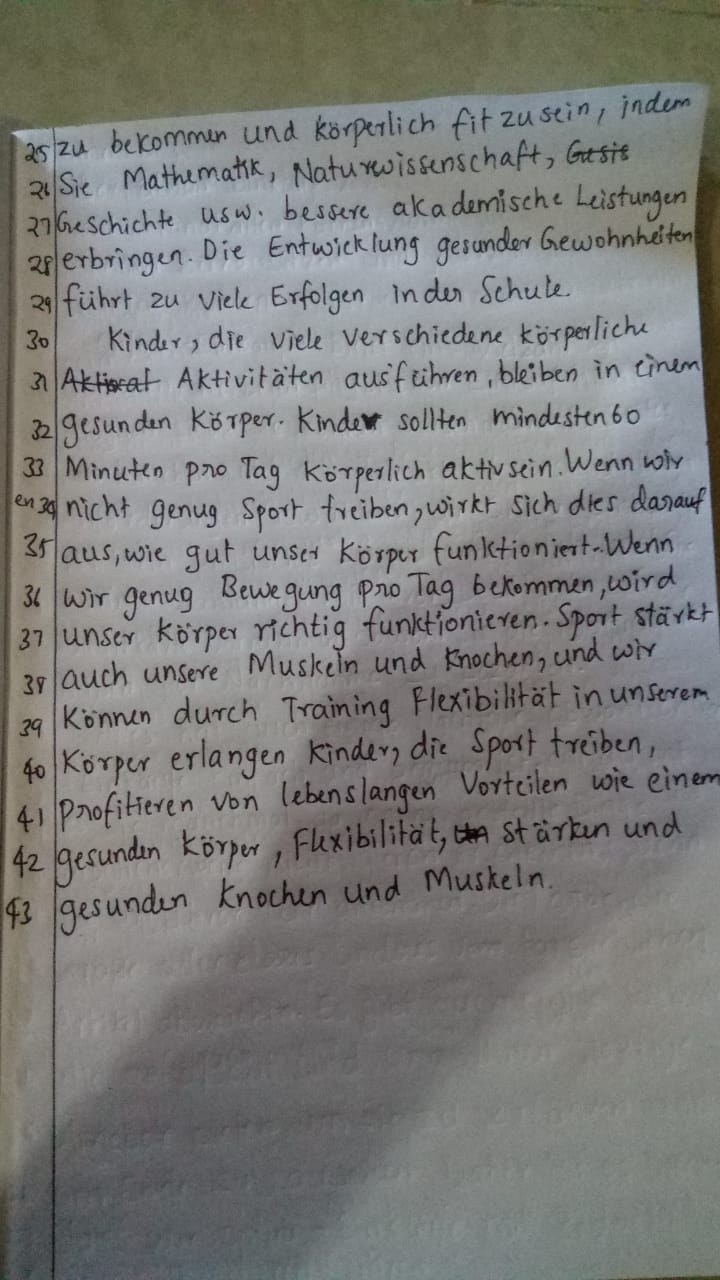 25 zu bekommen und körperlich fit zu sein, indem
26 Sie Mathematik, Naturwissenschaft, Gesis
27 Geschichte usw. bessere akademische Leistungen
28 erbringen. Die Entwicklung gesunder Gewohnheiten
29 führt zu viele Erfolgen in der Schule.
30 Kinder, die viele verschiedene körperliche
31 Aktivitäten ausführen, bleiben in einem
32 gesunden Körper. Kinder sollten mindesten 60
33 Minuten pro Tag körperlich aktiv sein. Wenn wir
en 34 nicht genug Sport treiben, wirkt sich dies darauf
35 aus, wie gut unser Körper funktioniert. Wenn
36 wir genug Bewegung pro Tag bekommen, wird
37 unser Körper richtig funktionieren. Sport stärkt
38 auch unsere Muskeln und Knochen, und wir
39 können durch Training Flexibilität in unserem
40 Körper erlangen Kinder, die Sport treiben,
41 Profitieren von lebenslangen Vorteilen wie einem
42 gesunden Körper, Flexibilität, stärken und
43 gesunden Knochen und Muskeln.